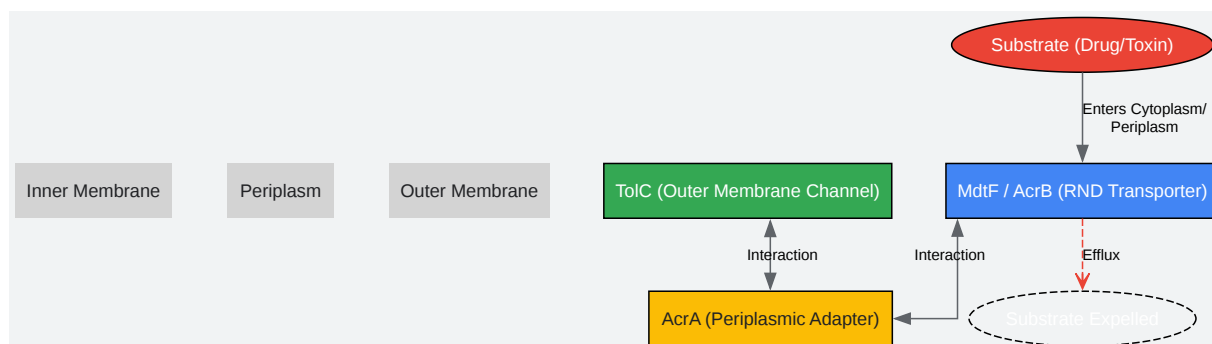 Substrate (Drug/Toxin)
Enters Cytoplasm/
Periplasm
Inner Membrane
Periplasm
Outer Membrane
TolC (Outer Membrane Channel)
MdtF / AcrB (RND Transporter)
Interaction
Interaction
Efflux
AcrA (Periplasmic Adapter)
Substrate Expelled